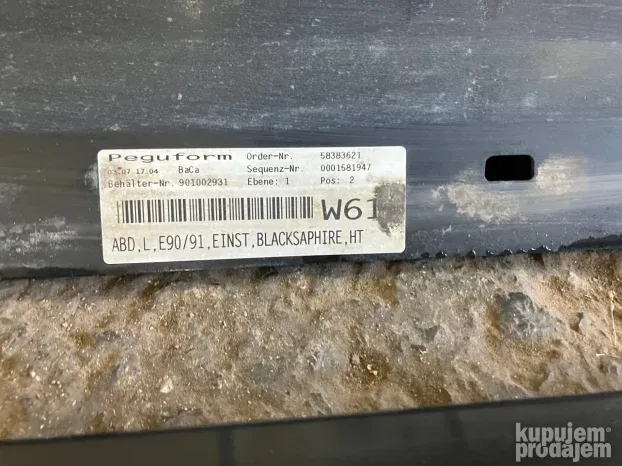 Peguform Order-Nr. 58383621
03.07 17:04 BaCa Sequenz-Nr. 0001581947
Behälter-Nr. 901002931 Ebene: 1 Pos: 2
W61
ABD,L,E90/91,EINST,BLACKSAPHIRE,HT
kupujem
prodajem